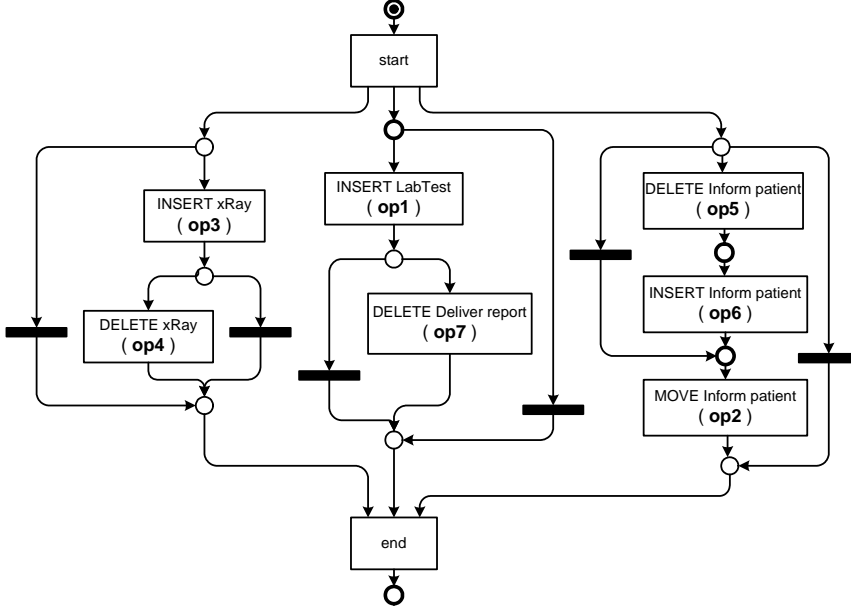 start
INSERT xRay
( op3 )
INSERT LabTest
( op1 )
DELETE Inform patient
( op5 )
DELETE xRay
( op4 )
DELETE Deliver report
( op7 )
INSERT Inform patient
( op6 )
MOVE Inform patient
( op2 )
end